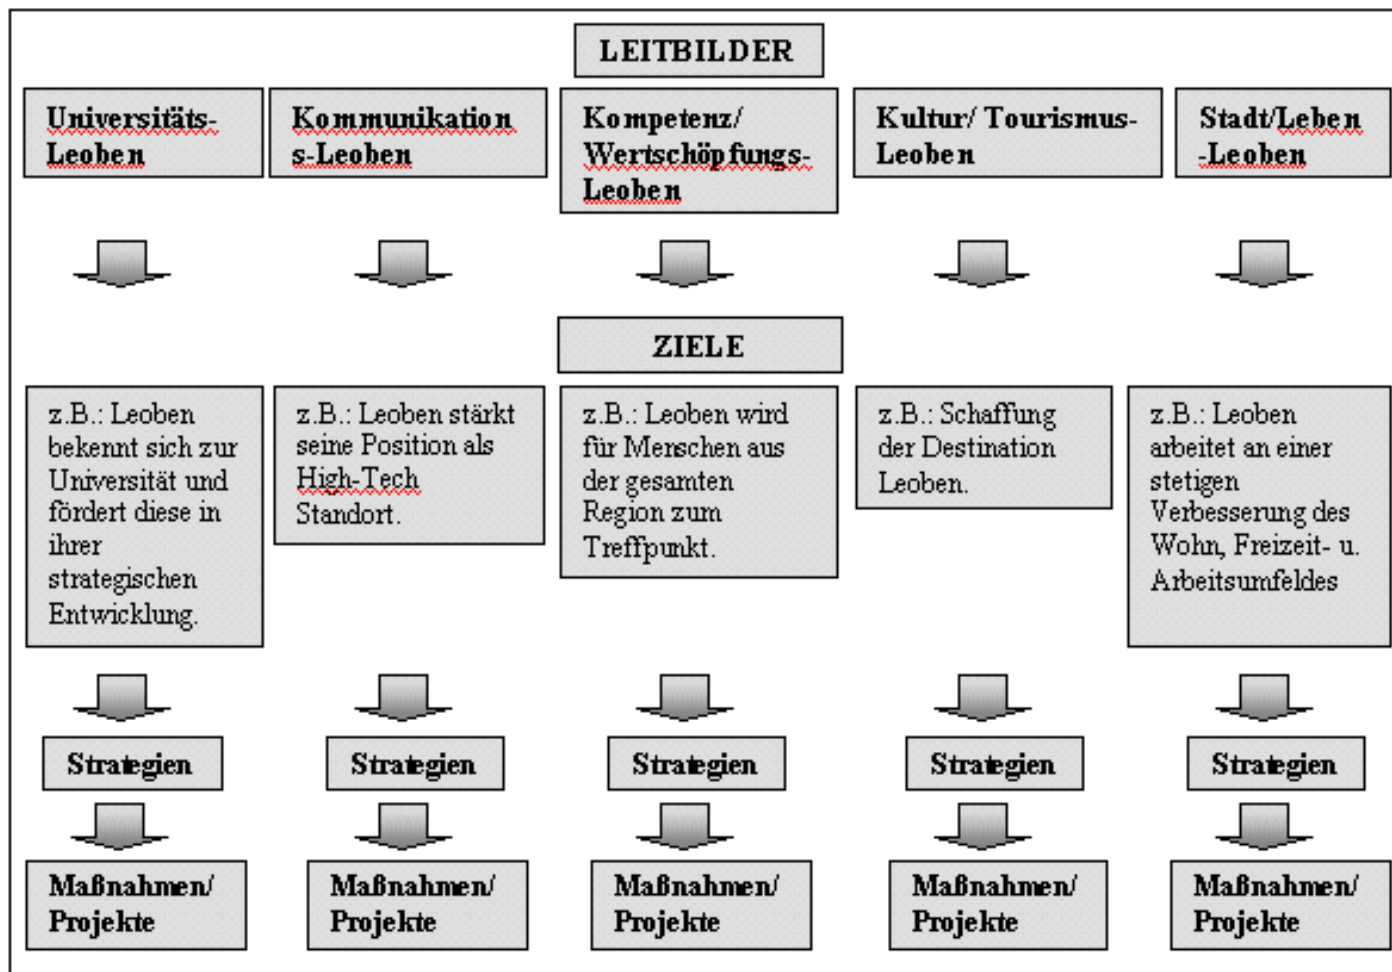 LEITBILDER
Universitäts-
Leoben
Kommunikation
s-Leoben
Kompetenz/
Wertschöpfungs-
Leoben
Kultur/ Tourismus-
Leoben
Stadt/Leben
-Leoben
ZIELE
z.B.: Leoben
bekennt sich zur
Universität und
fördert diese in
ihrer
strategischen
Entwicklung.
z.B.: Leoben stärkt
seine Position als
High-Tech
Standort.
z.B.: Leoben wird
für Menschen aus
der gesamten
Region zum
Treffpunkt.
z.B.: Schaffung
der Destination
Leoben.
z.B.: Leoben
arbeitet an einer
stetigen
Verbesserung des
Wohn, Freizeit- u.
Arbeitsumfeldes
Strategien
Strategien
Strategien
Strategien
Strategien
Maßnahmen/
Projekte
Maßnahmen/
Projekte
Maßnahmen/
Projekte
Maßnahmen/
Projekte
Maßnahmen/
Projekte